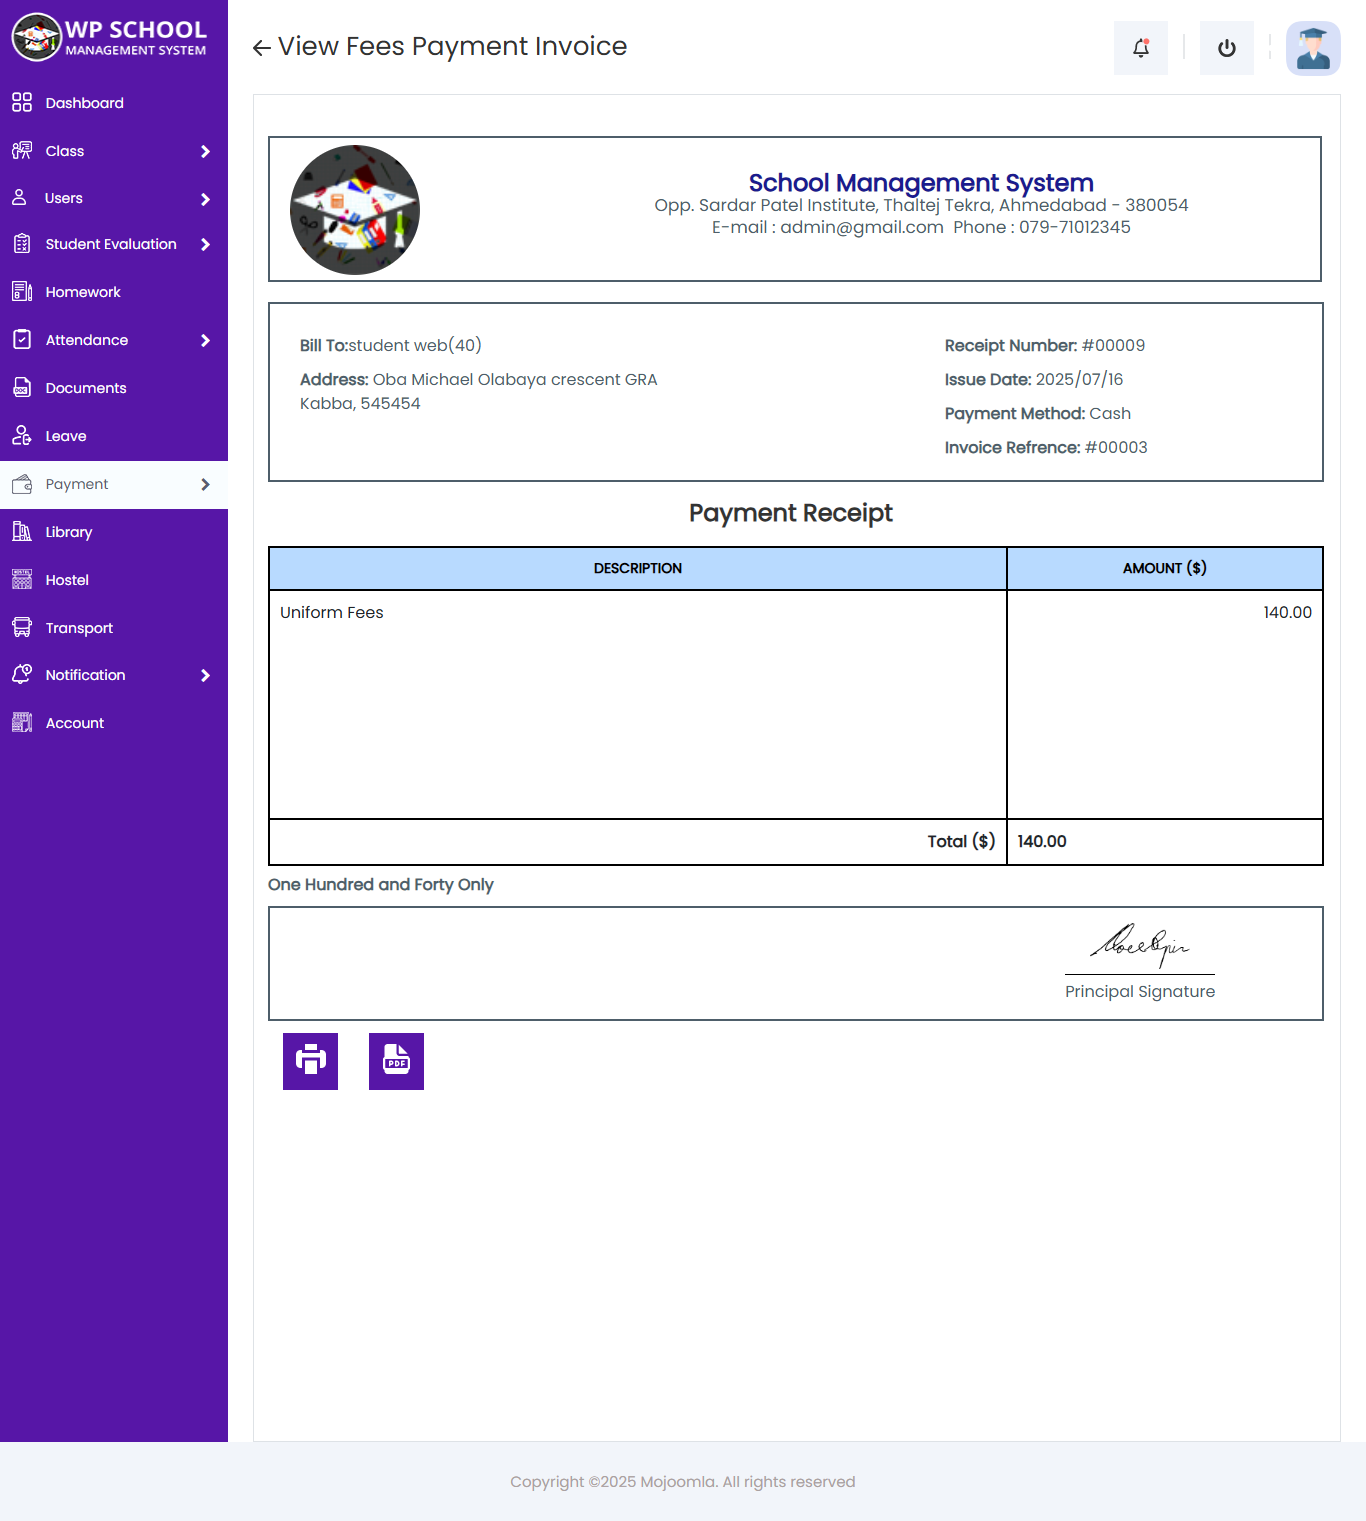 WP SCHOOL
MANAGEMENT SYSTEM
Dashboard
Class
Users
Student Evaluation
Homework
Attendance
Documents
Leave
Payment
Library
Hostel
Transport
Notification
Account
View Fees Payment Invoice
School Management System
Opp. Sardar Patel Institute, Thaltej Tekra, Ahmedabad - 380054
E-mail : admin@gmail.com  Phone : 079-71012345
Bill To:student web(40)
Address: Oba Michael Olabaya crescent GRA
Kabba, 545454
Receipt Number: #00009
Issue Date: 2025/07/16
Payment Method: Cash
Invoice Refrence: #00003
Payment Receipt
DESCRIPTION AMOUNT ($)
Uniform Fees 140.00
Total ($) 140.00
One Hundred and Forty Only
Principal Signature
PDF
Copyright ©2025 Mojoomla. All rights reserved